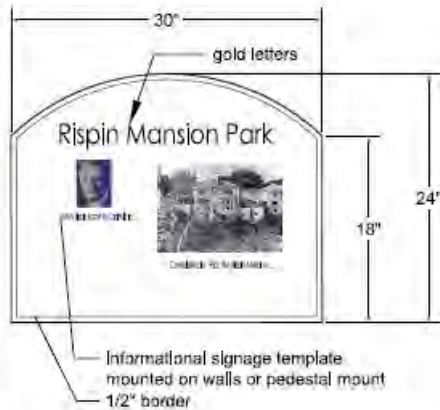 30"
gold letters
Rispin Mansion Park
24"
18"
Informational signage template
mounted on walls or pedestal mount
1/2" border